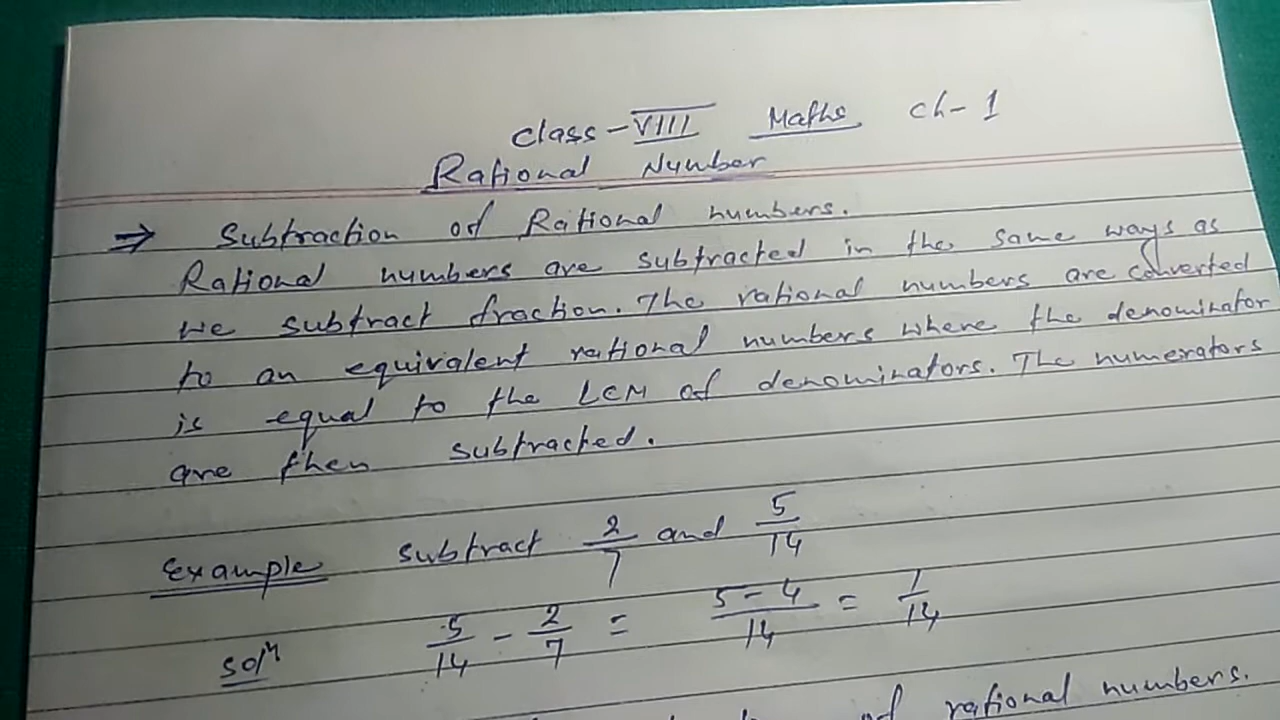 Class - VIII Maths Ch - 1
Rational Number
⇒ Subtraction of Rational numbers.
Rational numbers are subtracted in the same ways as
we subtract fraction. The rational numbers are converted
to an equivalent rational numbers where the denominator
is equal to the LCM of denominators. The numerators
are then subtracted.
Example Subtract 2/7 and 5/14
Solⁿ 5/14 - 2/7 = 5-4/14 = 1/14
of rational numbers.